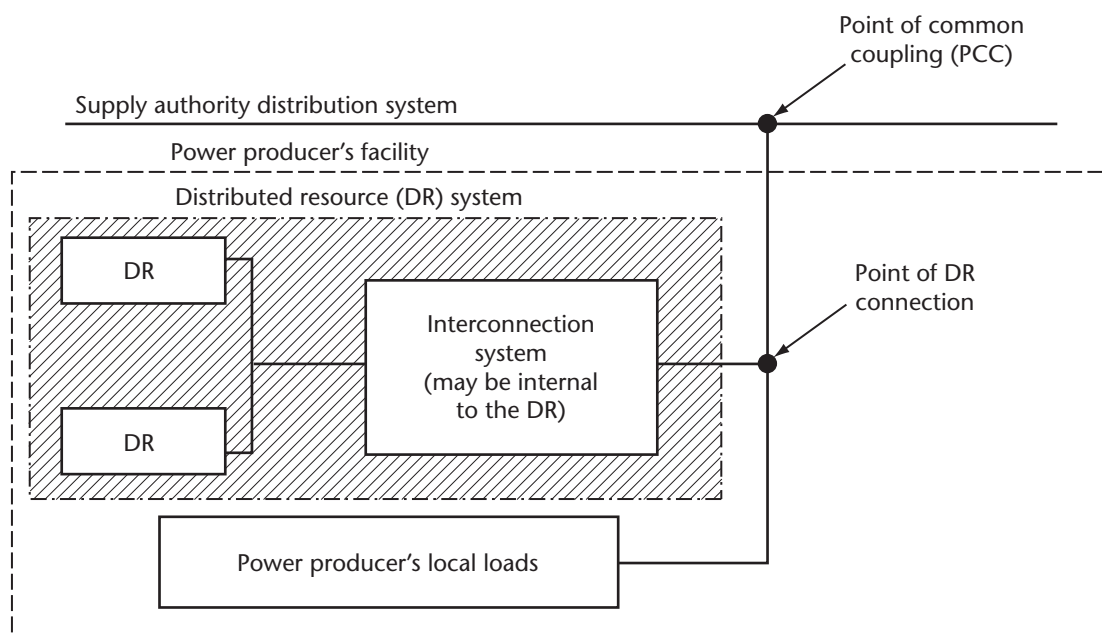 Point of common
coupling (PCC)
Supply authority distribution system
Power producer’s facility
Distributed resource (DR) system
DR
Interconnection
system
(may be internal
to the DR)
Point of DR
connection
DR
Power producer’s local loads